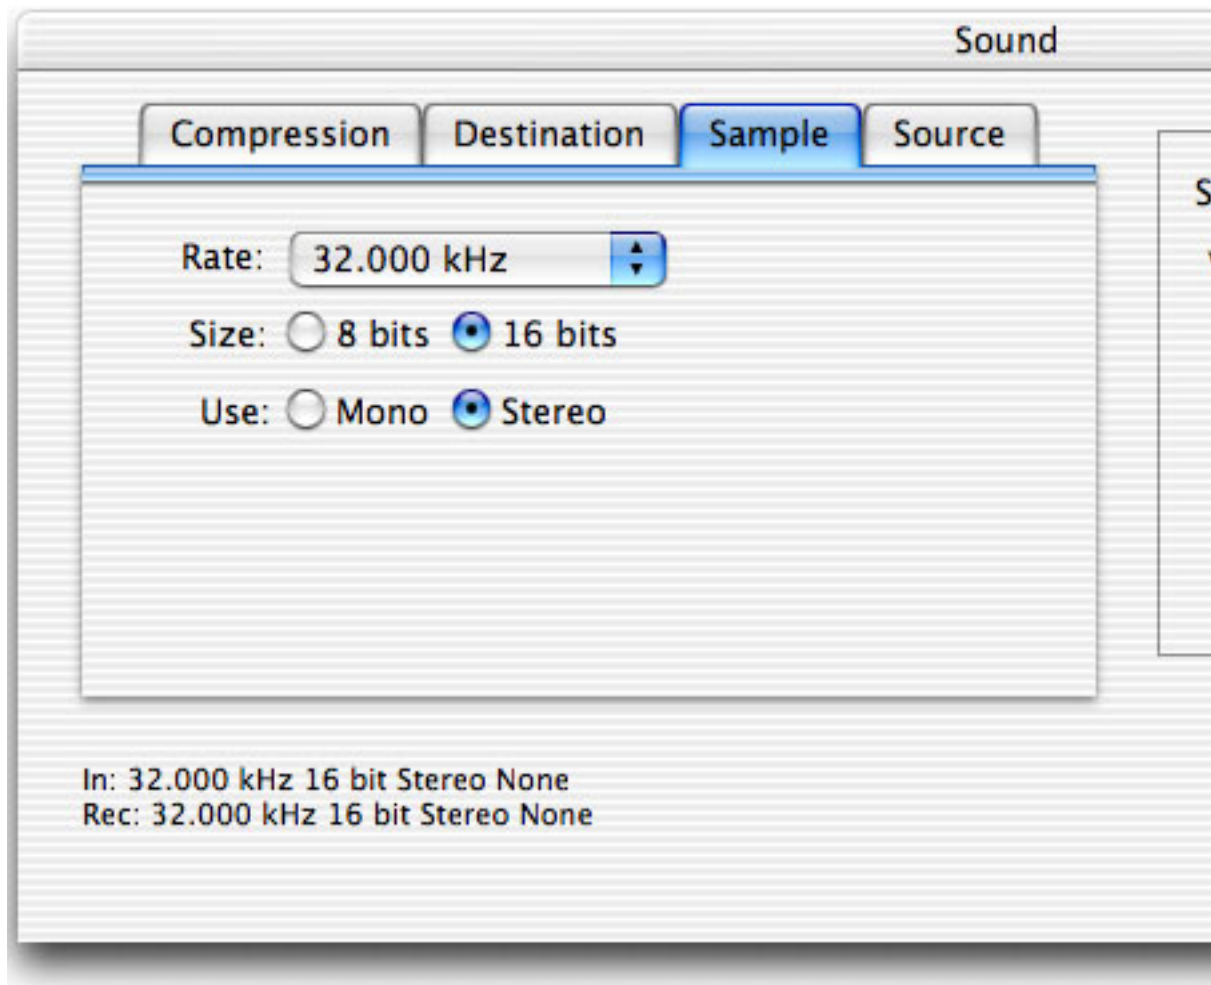 Sound
Compression Destination Sample Source
Rate: 32.000 kHz
Size: 8 bits 16 bits
Use: Mono Stereo
In: 32.000 kHz 16 bit Stereo None
Rec: 32.000 kHz 16 bit Stereo None